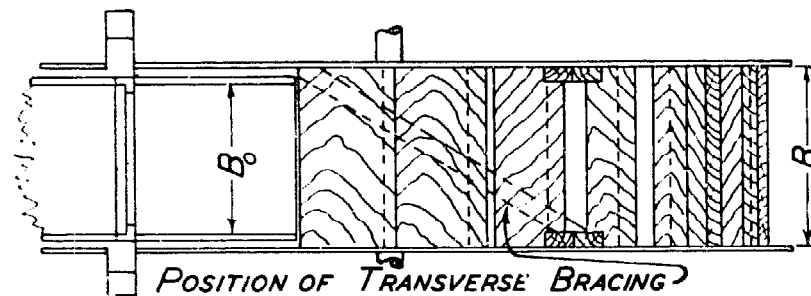 B₀
B
POSITION OF TRANSVERSE BRACING